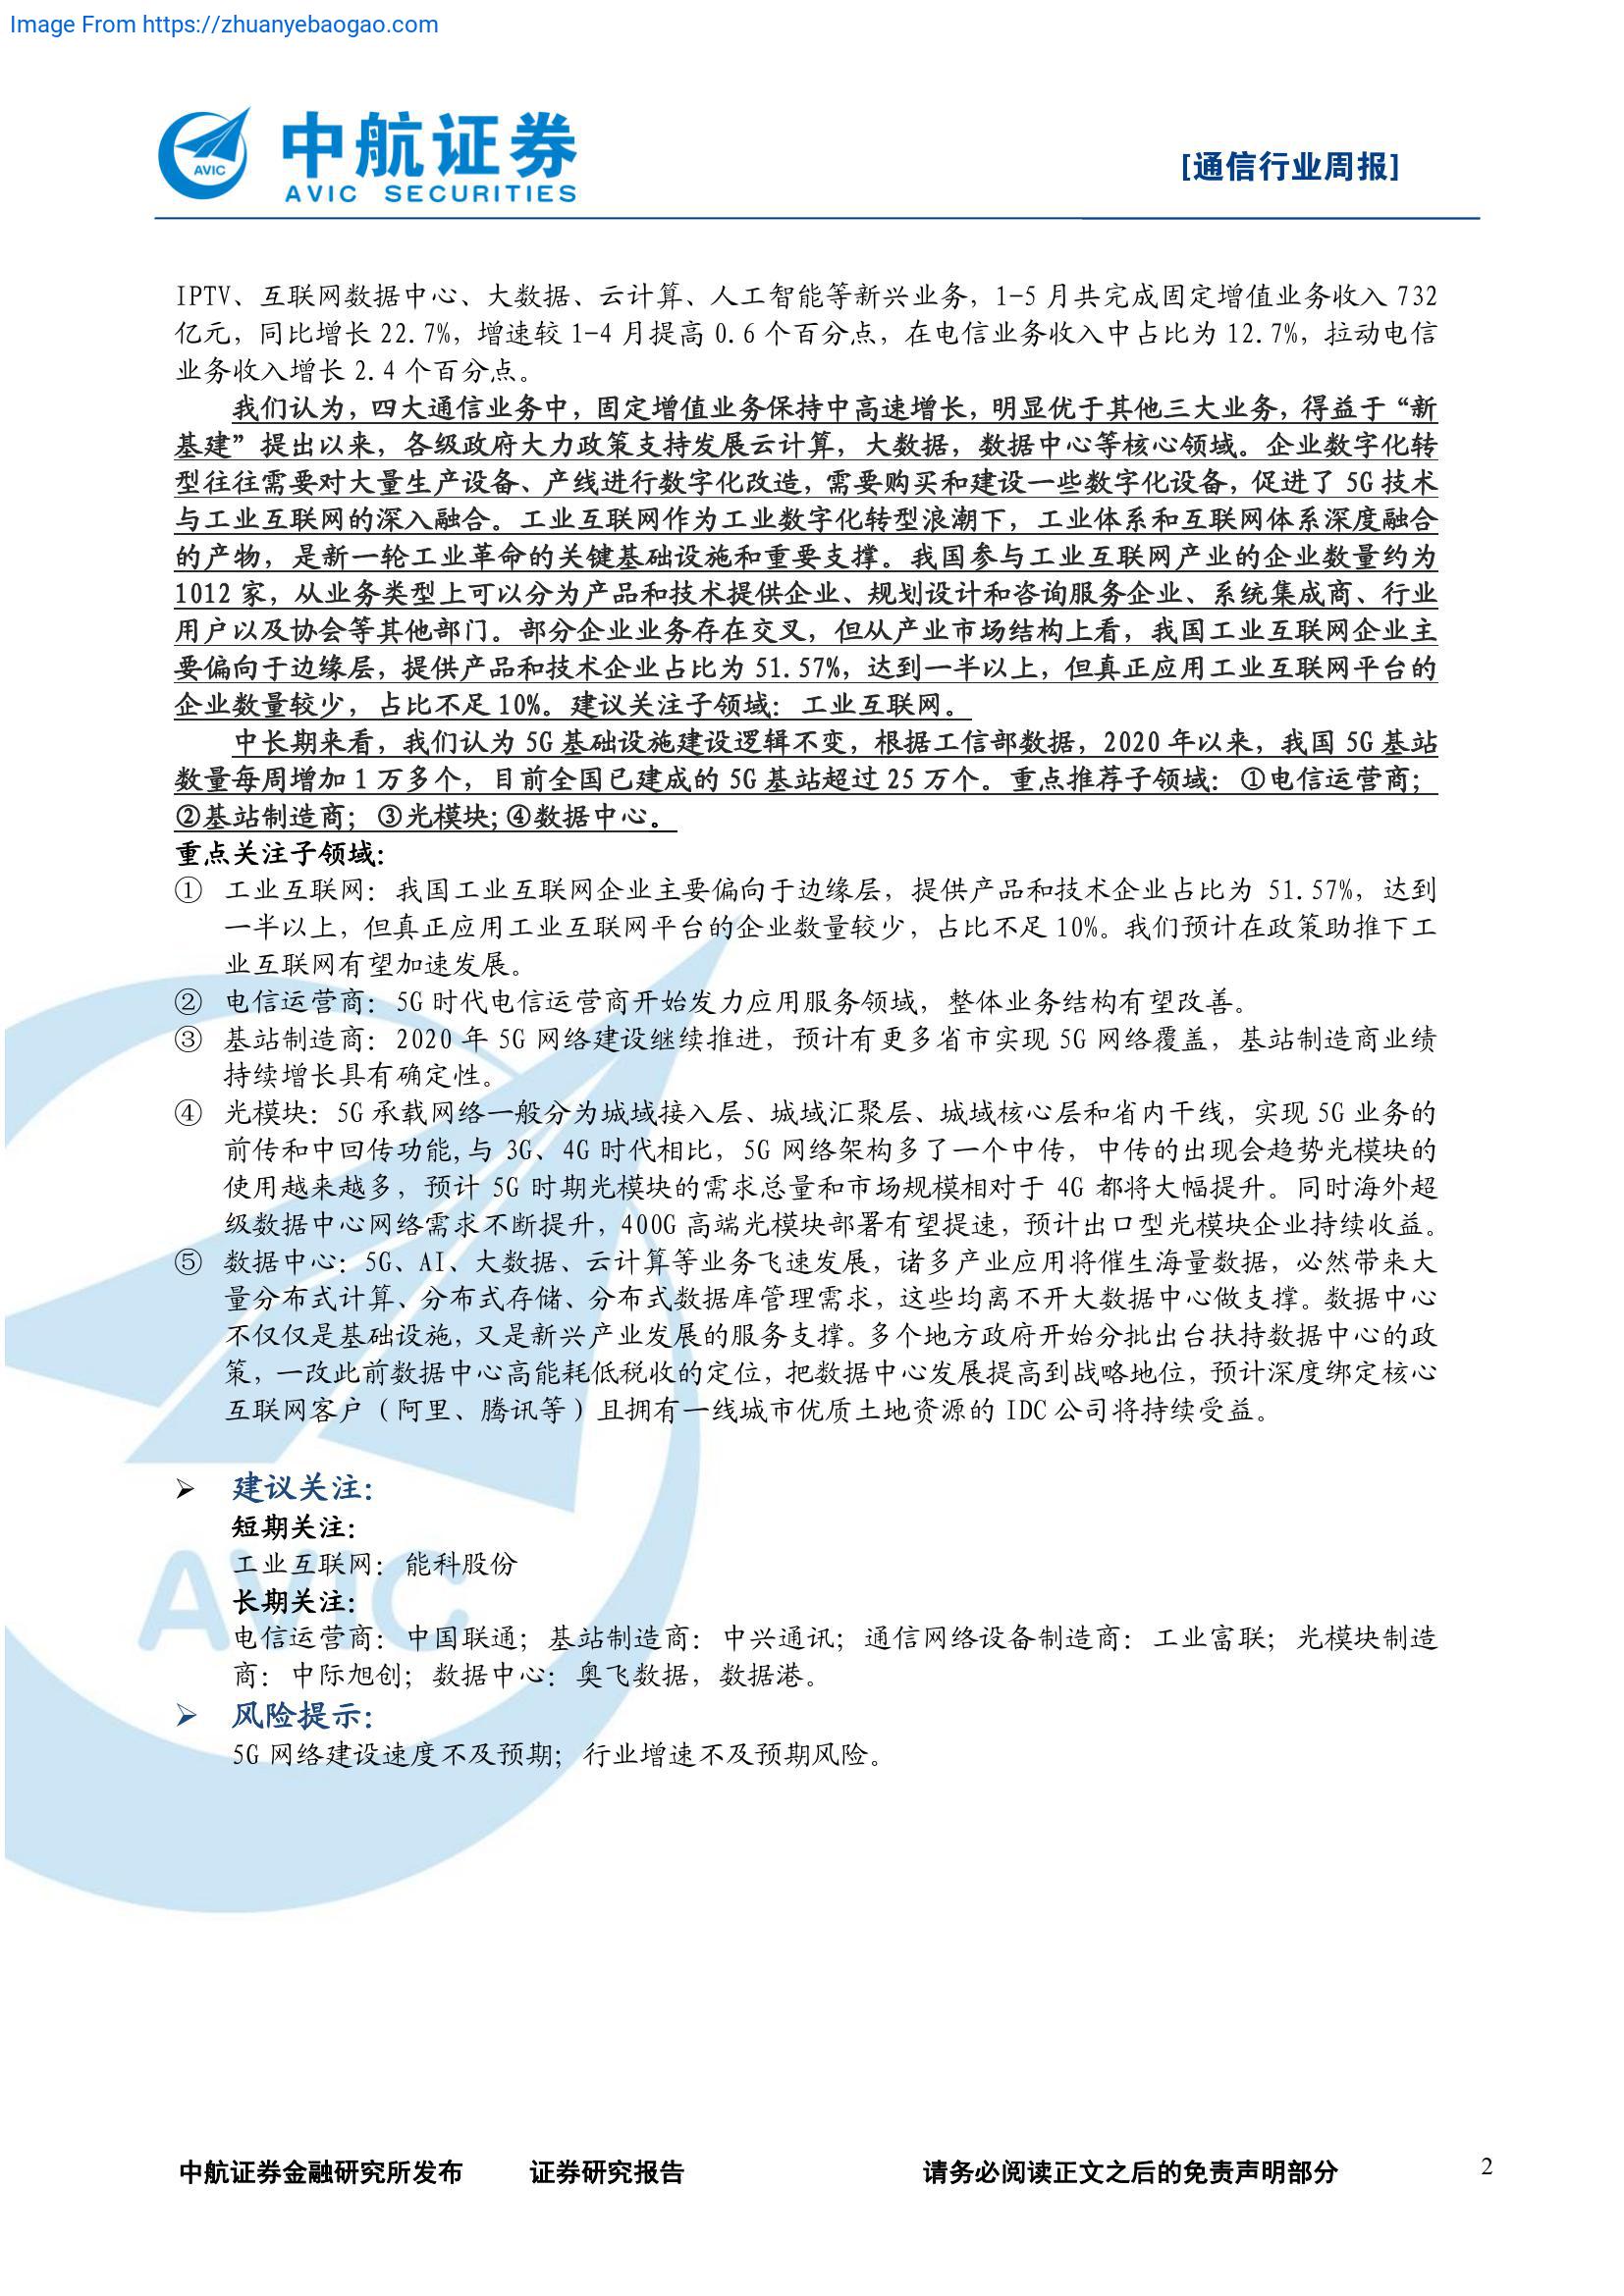 Image From https://zhuanyebaogao.com
AVIC
中航证券
AVIC SECURITIES
[通信行业周报]
IPTV、互联网数据中心、大数据、云计算、人工智能等新兴业务，1-5 月共完成固定增值业务收入 732
亿元，同比增长 22.7%，增速较 1-4 月提高 0.6 个百分点，在电信业务收入中占比为 12.7%，拉动电信
业务收入增长 2.4 个百分点。
我们认为，四大通信业务中，固定增值业务保持中高速增长，明显优于其他三大业务，得益于“新
基建”提出以来，各级政府大力政策支持发展云计算，大数据，数据中心等核心领域。企业数字化转
型往往需要对大量生产设备、产线进行数字化改造，需要购买和建设一些数字化设备，促进了 5G 技术
与工业互联网的深入融合。工业互联网作为工业数字化转型浪潮下，工业体系和互联网体系深度融合
的产物，是新一轮工业革命的关键基础设施和重要支撑。我国参与工业互联网产业的企业数量约为
1012 家，从业务类型上可以分为产品和技术提供企业、规划设计和咨询服务企业、系统集成商、行业
用户以及协会等其他部门。部分企业业务存在交叉，但从产业市场结构上看，我国工业互联网企业主
要偏向于边缘层，提供产品和技术企业占比为 51.57%，达到一半以上，但真正应用工业互联网平台的
企业数量较少，占比不足 10%。建议关注子领域：工业互联网。
中长期来看，我们认为 5G 基础设施建设逻辑不变，根据工信部数据，2020 年以来，我国 5G 基站
数量每周增加 1 万多个，目前全国已建成的 5G 基站超过 25 万个。重点推荐子领域：①电信运营商；
②基站制造商；③光模块;④数据中心。
重点关注子领域：
① 工业互联网：我国工业互联网企业主要偏向于边缘层，提供产品和技术企业占比为 51.57%，达到
一半以上，但真正应用工业互联网平台的企业数量较少，占比不足 10%。我们预计在政策助推下工
业互联网有望加速发展。
② 电信运营商：5G 时代电信运营商开始发力应用服务领域，整体业务结构有望改善。
③ 基站制造商：2020 年 5G 网络建设继续推进，预计有更多省市实现 5G 网络覆盖，基站制造商业绩
持续增长具有确定性。
④ 光模块：5G 承载网络一般分为城域接入层、城域汇聚层、城域核心层和省内干线，实现 5G 业务的
前传和中回传功能,与 3G、4G 时代相比，5G 网络架构多了一个中传，中传的出现会趋势光模块的
使用越来越多，预计 5G 时期光模块的需求总量和市场规模相对于 4G 都将大幅提升。同时海外超
级数据中心网络需求不断提升，400G 高端光模块部署有望提速，预计出口型光模块企业持续收益。
⑤ 数据中心：5G、AI、大数据、云计算等业务飞速发展，诸多产业应用将催生海量数据，必然带来大
量分布式计算、分布式存储、分布式数据库管理需求，这些均离不开大数据中心做支撑。数据中心
不仅仅是基础设施，又是新兴产业发展的服务支撑。多个地方政府开始分批出台扶持数据中心的政
策，一改此前数据中心高能耗低税收的定位，把数据中心发展提高到战略地位，预计深度绑定核心
互联网客户（阿里、腾讯等）且拥有一线城市优质土地资源的 IDC 公司将持续受益。
➢ 建议关注：
短期关注：
工业互联网：能科股份
长期关注：
电信运营商：中国联通；基站制造商：中兴通讯；通信网络设备制造商：工业富联；光模块制造
商：中际旭创；数据中心：奥飞数据，数据港。
➢ 风险提示：
5G 网络建设速度不及预期；行业增速不及预期风险。
AVIC
中航证券金融研究所发布 证券研究报告 请务必阅读正文之后的免责声明部分 2